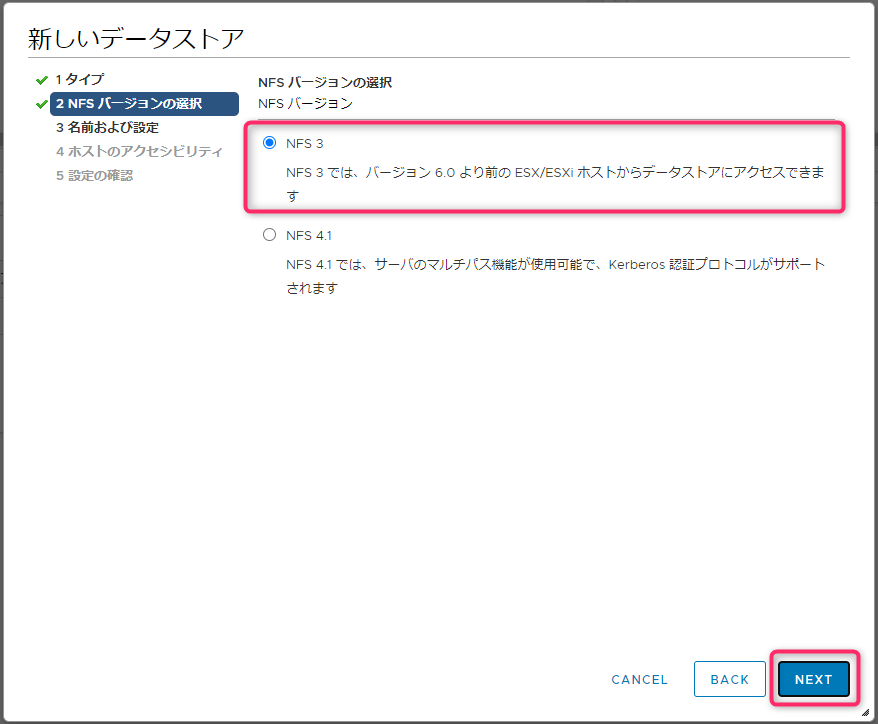 新しいデータストア
1 タイプ
2 NFS バージョンの選択
3 名前および設定
4 ホストのアクセシビリティ
5 設定の確認
NFS バージョンの選択
NFS バージョン
NFS 3
NFS 3 では、バージョン 6.0 より前の ESX/ESXi ホストからデータストアにアクセスできま
す
NFS 4.1
NFS 4.1 では、サーバのマルチパス機能が使用可能で、Kerberos 認証プロトコルがサポート
されます
CANCEL
BACK
NEXT